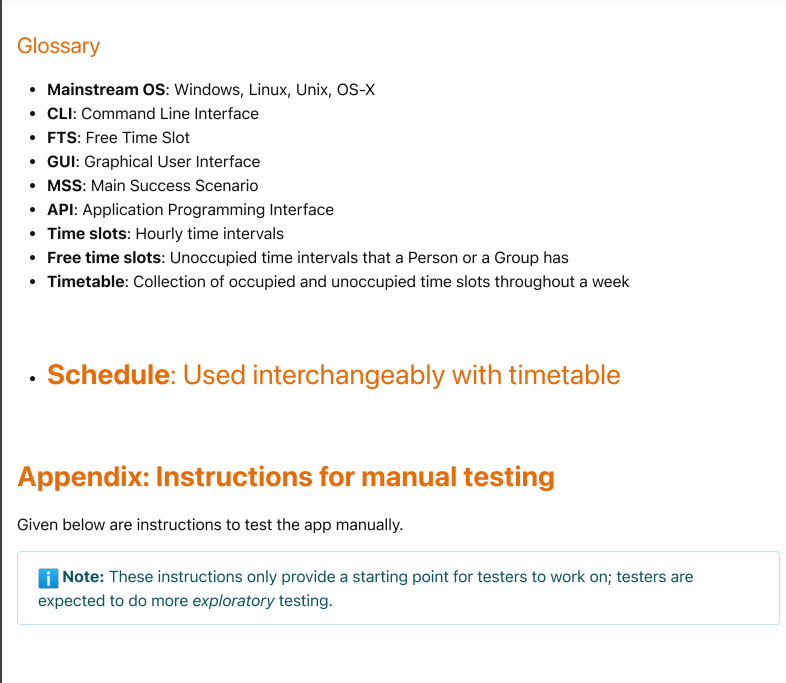 Glossary
Mainstream OS: Windows, Linux, Unix, OS-X
CLI: Command Line Interface
FTS: Free Time Slot
GUI: Graphical User Interface
MSS: Main Success Scenario
API: Application Programming Interface
Time slots: Hourly time intervals
Free time slots: Unoccupied time intervals that a Person or a Group has
Timetable: Collection of occupied and unoccupied time slots throughout a week
Schedule: Used interchangeably with timetable
Appendix: Instructions for manual testing
Given below are instructions to test the app manually.
ℹ️ Note: These instructions only provide a starting point for testers to work on; testers are
expected to do more exploratory testing.